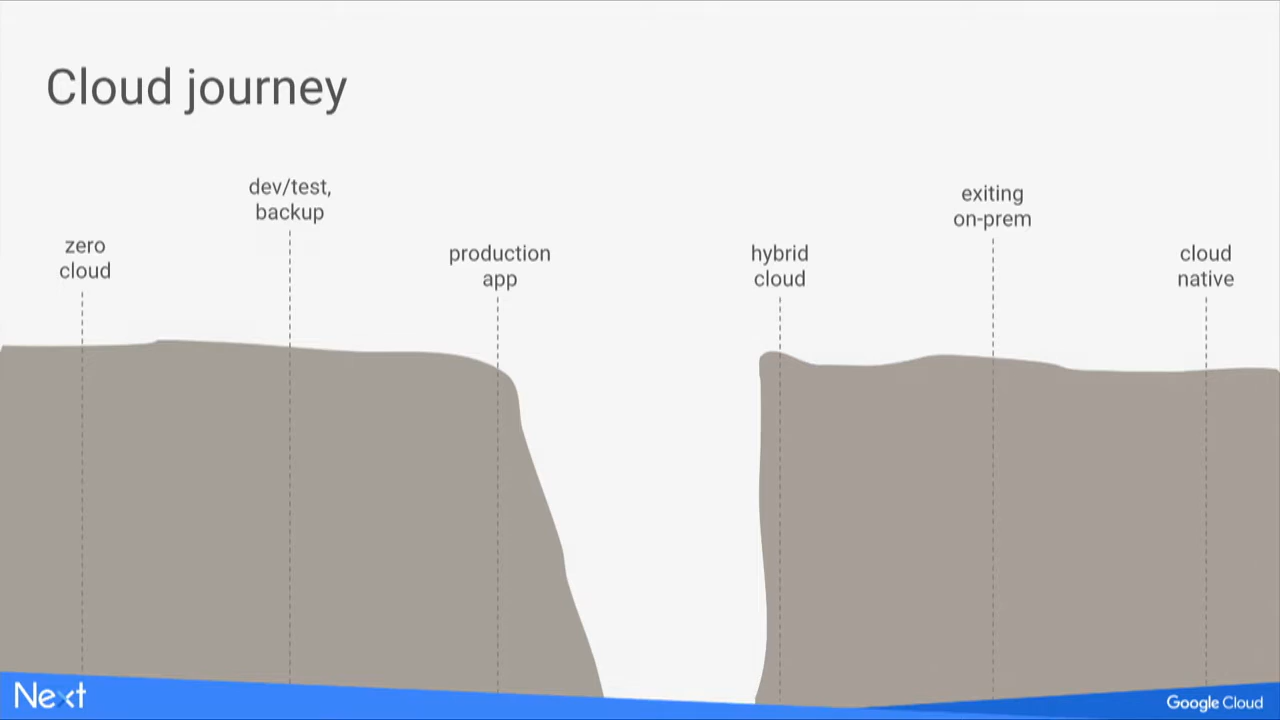 Cloud journey
zero
cloud
dev/test,
backup
production
app
hybrid
cloud
exiting
on-prem
cloud
native
Next
Google Cloud